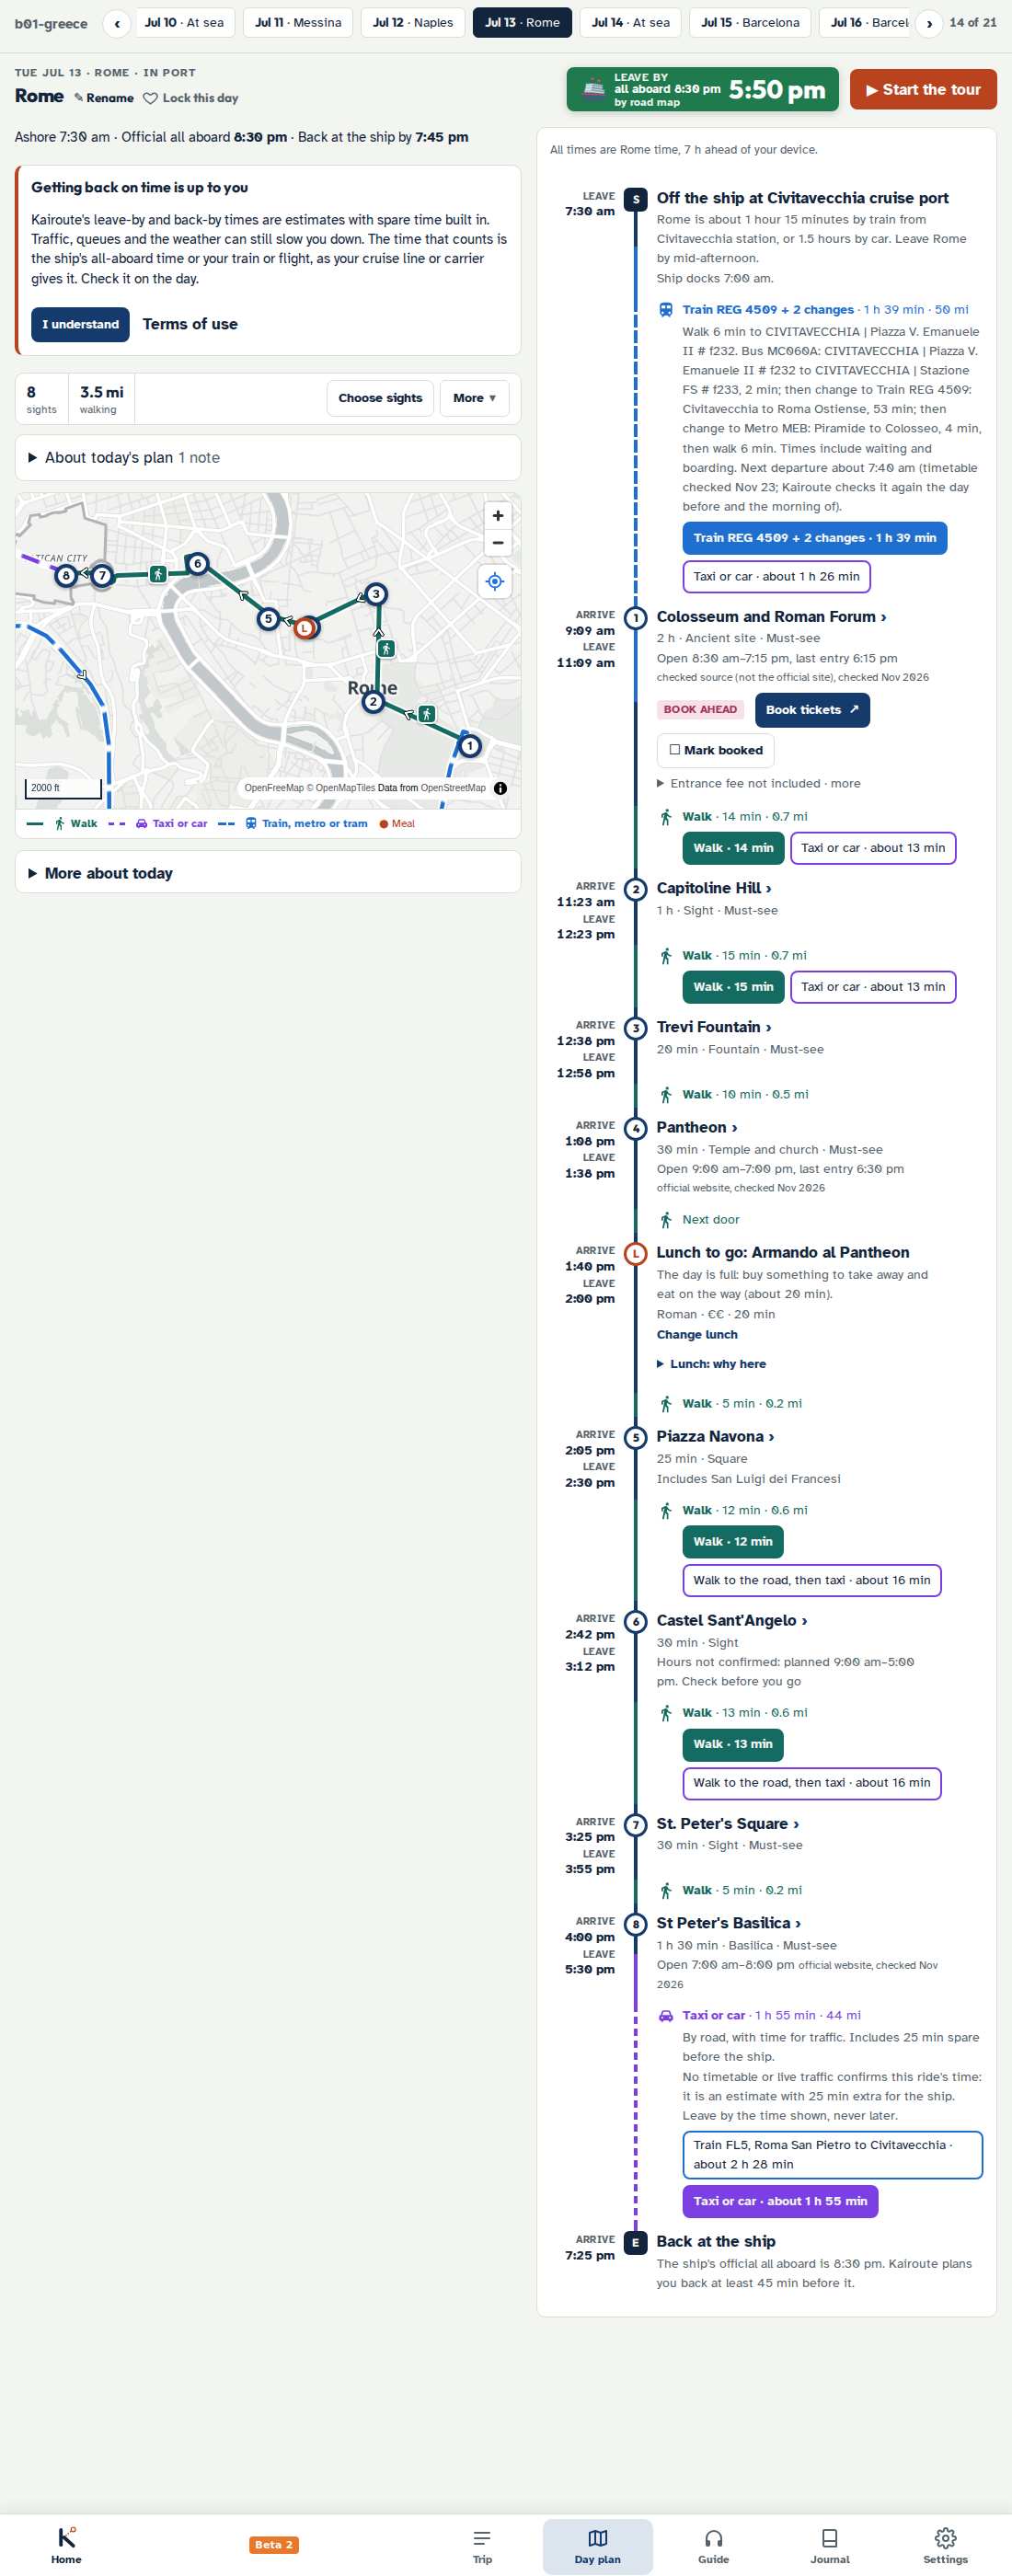 b01-greece
‹
Jul 10 · At sea
Jul 11 · Messina
Jul 12 · Naples
Jul 13 · Rome
Jul 14 · At sea
Jul 15 · Barcelona
Jul 16 · Barcel
›
14 of 21
TUE JUL 13 · ROME · IN PORT
Rome ✎ Rename ♡ Lock this day
LEAVE BY
all aboard 8:30 pm
by road map
5:50 pm
▶ Start the tour
Ashore 7:30 am · Official all aboard 8:30 pm · Back at the ship by 7:45 pm
Getting back on time is up to you
Kairoute's leave-by and back-by times are estimates with spare time built in.
Traffic, queues and the weather can still slow you down. The time that counts is
the ship's all-aboard time or your train or flight, as your cruise line or carrier
gives it. Check it on the day.
I understand
Terms of use
8
sights
3.5 mi
walking
Choose sights
More ▾
▶ About today's plan 1 note
TICAN CITY
8
7
6
5
L
3
Rome
2
1
+
−
2000 ft
OpenFreeMap © OpenMapTiles Data from OpenStreetMap
Walk
Taxi or car
Train, metro or tram
Meal
▶ More about today
All times are Rome time, 7 h ahead of your device.
LEAVE
7:30 am
S
Off the ship at Civitavecchia cruise port
Rome is about 1 hour 15 minutes by train from
Civitavecchia station, or 1.5 hours by car. Leave Rome
by mid-afternoon.
Ship docks 7:00 am.
Train REG 4509 + 2 changes · 1 h 39 min · 50 mi
Walk 6 min to CIVITAVECCHIA | Piazza V. Emanuele
II # f232. Bus MC060A: CIVITAVECCHIA | Piazza V.
Emanuele II # f232 to CIVITAVECCHIA | Stazione
FS # f233, 2 min; then change to Train REG 4509:
Civitavecchia to Roma Ostiense, 53 min; then
change to Metro MEB: Piramide to Colosseo, 4 min,
then walk 6 min. Times include waiting and
boarding. Next departure about 7:40 am (timetable
checked Nov 23; Kairoute checks it again the day
before and the morning of).
Train REG 4509 + 2 changes · 1 h 39 min
Taxi or car · about 1 h 26 min
ARRIVE
9:09 am
LEAVE
11:09 am
1
Colosseum and Roman Forum ›
2 h · Ancient site · Must-see
Open 8:30 am–7:15 pm, last entry 6:15 pm
checked source (not the official site), checked Nov 2026
BOOK AHEAD
Book tickets ↗
☐ Mark booked
▶ Entrance fee not included · more
Walk · 14 min · 0.7 mi
Walk · 14 min
Taxi or car · about 13 min
ARRIVE
11:23 am
LEAVE
12:23 pm
2
Capitoline Hill ›
1 h · Sight · Must-see
Walk · 15 min · 0.7 mi
Walk · 15 min
Taxi or car · about 13 min
ARRIVE
12:38 pm
LEAVE
12:58 pm
3
Trevi Fountain ›
20 min · Fountain · Must-see
Walk · 10 min · 0.5 mi
ARRIVE
1:08 pm
LEAVE
1:38 pm
4
Pantheon ›
30 min · Temple and church · Must-see
Open 9:00 am–7:00 pm, last entry 6:30 pm
official website, checked Nov 2026
Next door
ARRIVE
1:40 pm
LEAVE
2:00 pm
L
Lunch to go: Armando al Pantheon
The day is full: buy something to take away and
eat on the way (about 20 min).
Roman · €€ · 20 min
Change lunch
▶ Lunch: why here
Walk · 5 min · 0.2 mi
ARRIVE
2:05 pm
LEAVE
2:30 pm
5
Piazza Navona ›
25 min · Square
Includes San Luigi dei Francesi
Walk · 12 min · 0.6 mi
Walk · 12 min
Walk to the road, then taxi · about 16 min
ARRIVE
2:42 pm
LEAVE
3:12 pm
6
Castel Sant'Angelo ›
30 min · Sight
Hours not confirmed: planned 9:00 am–5:00
pm. Check before you go
Walk · 13 min · 0.6 mi
Walk · 13 min
Walk to the road, then taxi · about 16 min
ARRIVE
3:25 pm
LEAVE
3:55 pm
7
St. Peter's Square ›
30 min · Sight · Must-see
Walk · 5 min · 0.2 mi
ARRIVE
4:00 pm
LEAVE
5:30 pm
8
St Peter's Basilica ›
1 h 30 min · Basilica · Must-see
Open 7:00 am–8:00 pm official website, checked Nov
2026
Taxi or car · 1 h 55 min · 44 mi
By road, with time for traffic. Includes 25 min spare
before the ship.
No timetable or live traffic confirms this ride's time:
it is an estimate with 25 min extra for the ship.
Leave by the time shown, never later.
Train FL5, Roma San Pietro to Civitavecchia ·
about 2 h 28 min
Taxi or car · about 1 h 55 min
ARRIVE
7:25 pm
E
Back at the ship
The ship's official all aboard is 8:30 pm. Kairoute plans
you back at least 45 min before it.
Home
Beta 2
Trip
Day plan
Guide
Journal
Settings